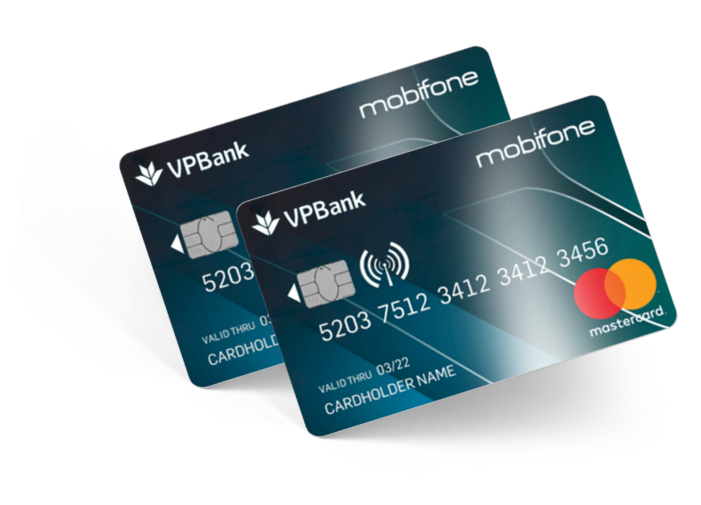 mobifone
VPBank
5203
VALID THRU 03
CARDHOLD
mobifone
VPBank
5203 7512 3412 3412 3456
mastercard.
VALID THRU 03/22
CARDHOLDER NAME